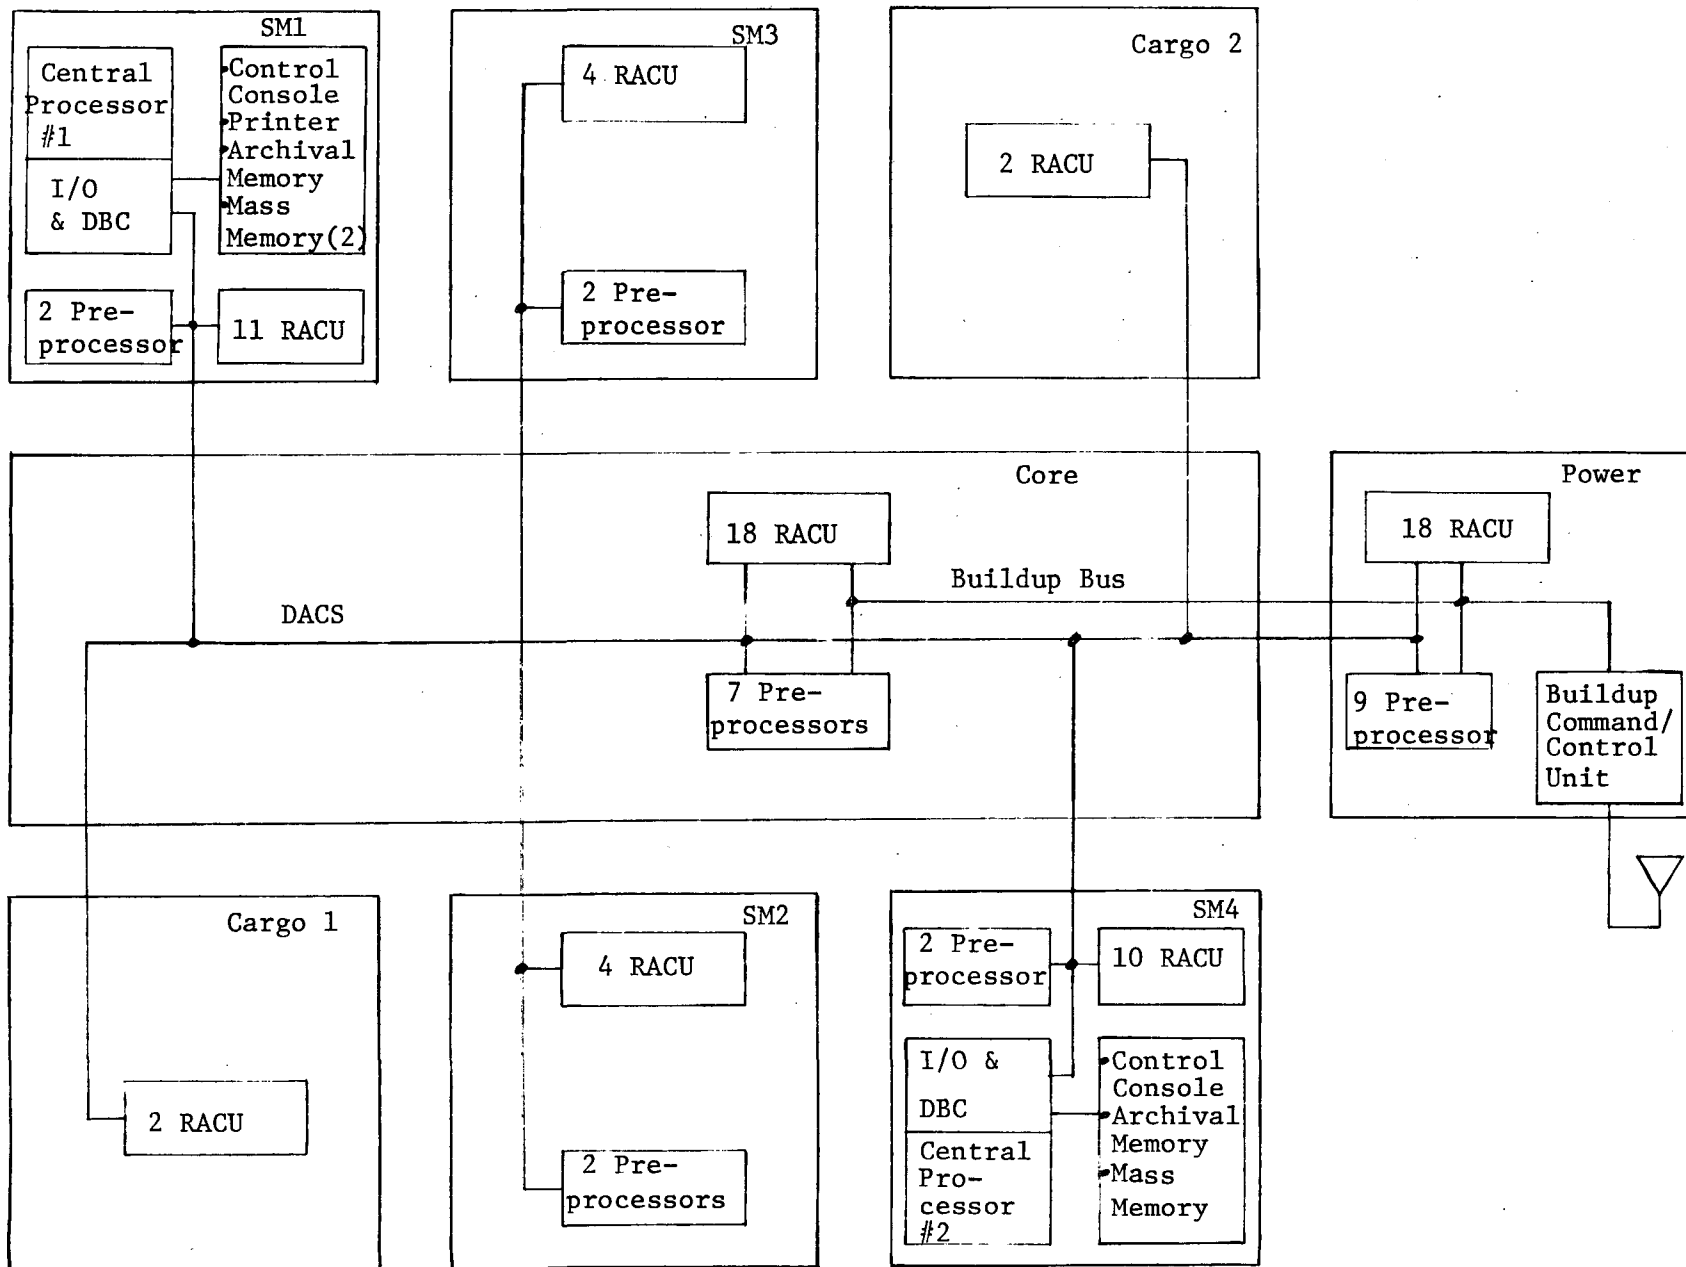 SM1
Central
Processor
#1
I/O
& DBC
Control
Console
Printer
Archival
Memory
Mass
Memory(2)
2 Pre-
processor
11 RACU
SM3
4 RACU
2 Pre-
processor
Cargo 2
2 RACU
Core
18 RACU
Buildup Bus
DACS
7 Pre-
processors
Power
18 RACU
9 Pre-
processor
Buildup
Command/
Control
Unit
Cargo 1
2 RACU
SM2
4 RACU
2 Pre-
processors
SM4
2 Pre-
processor
10 RACU
I/O &
DBC
Central
Pro-
cessor
#2
Control
Console
Archival
Memory
Mass
Memory